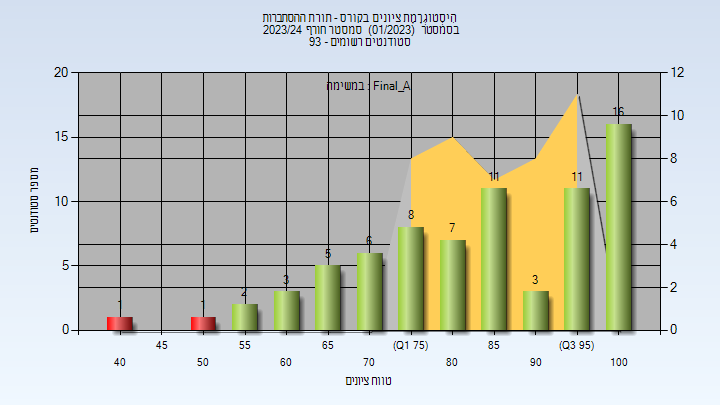 היסטוגרמת ציונים בקורס - תורת ההסתברות
בסמסטר (01/2023) סמסטר חורף 2023/24
סטודנטים רשומים - 93
במשימה : Final_A
מספר סטודנטים
20 15 10 5 0
12 10 8 6 4 2 0
1 1 2 3 5 6 8 7 11 3 11 16
45 55 65 (Q1 75) 85 (Q3 95)
40 50 60 70 80 90 100
טווח ציונים